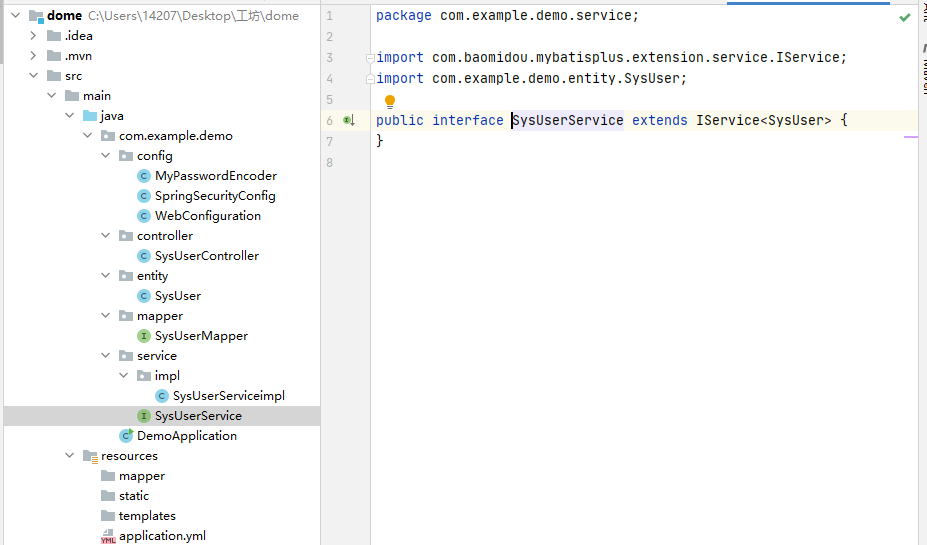 dome C:\Users\14207\Desktop\工坊\dome
.idea
.mvn
src
main
java
com.example.demo
config
MyPasswordEncoder
SpringSecurityConfig
WebConfiguration
controller
SysUserController
entity
SysUser
mapper
SysUserMapper
service
impl
SysUserServiceimpl
SysUserService
DemoApplication
resources
mapper
static
templates
application.yml
1 package com.example.demo.service;
2
3 import com.baomidou.mybatisplus.extension.service.IService;
4 import com.example.demo.entity.SysUser;
5
6 public interface SysUserService extends IService<SysUser> {
7 }
8